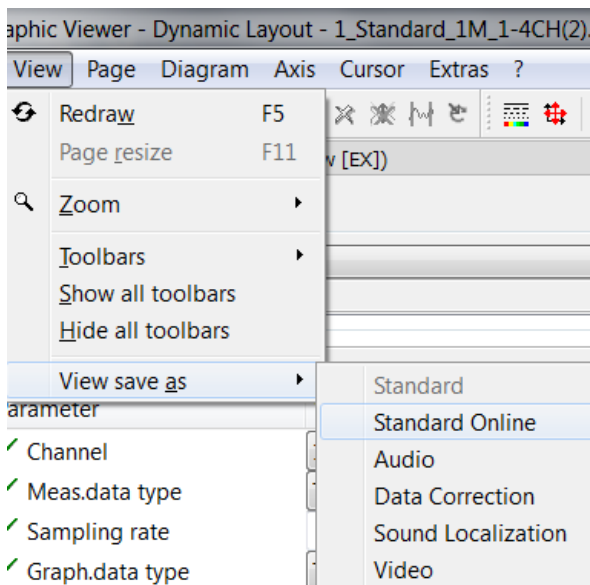 aphic Viewer - Dynamic Layout - 1_Standard_1M_1-4CH(2).
View Page Diagram Axis Cursor Extras ?
Redraw F5
Page resize F11
w [EX])
Zoom
Toolbars
Show all toolbars
Hide all toolbars
View save as
Standard
arameter
Standard Online
Channel
Audio
Meas.data type
Data Correction
Sampling rate
Sound Localization
Graph.data type
Video